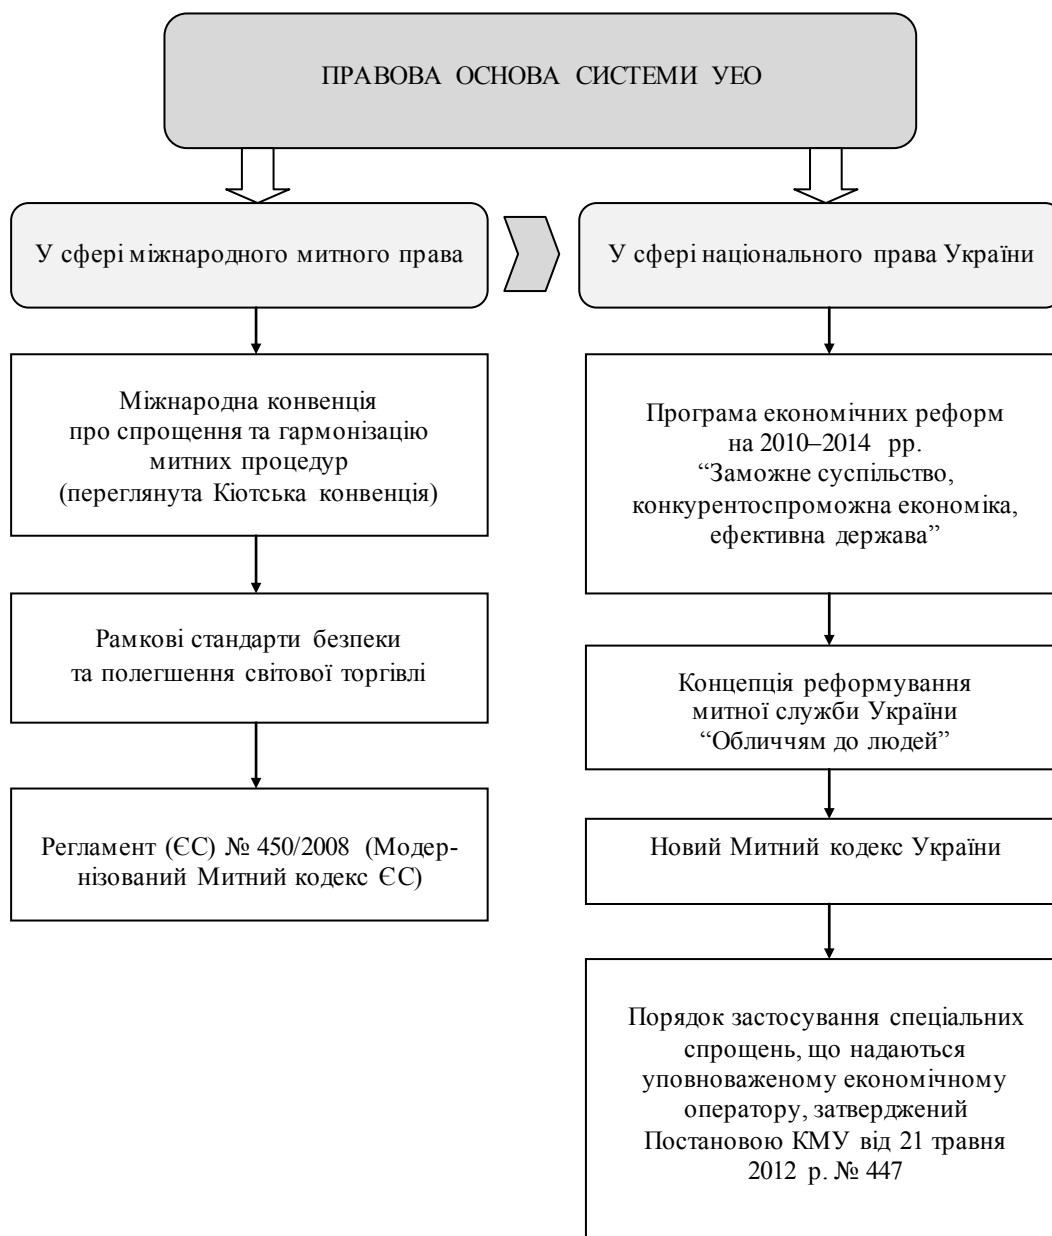 ПРАВОВА ОСНОВА СИСТЕМИ УЕО
У сфері міжнародного митного права
У сфері національного права України
Міжнародна конвенція
про спрощення та гармонізацію
митних процедур
(переглянута Кіотська конвенція)
Рамкові стандарти безпеки
та полегшення світової торгівлі
Регламент (ЄС) № 450/2008 (Модер-
нізований Митний кодекс ЄС)
Програма економічних реформ
на 2010–2014 рр.
“Заможне суспільство,
конкурентоспроможна економіка,
ефективна держава”
Концепція реформування
митної служби України
“Обличчям до людей”
Новий Митний кодекс України
Порядок застосування спеціальних
спрощень, що надаються
уповноваженому економічному
оператору, затверджений
Постановою КМУ від 21 травня
2012 р. № 447